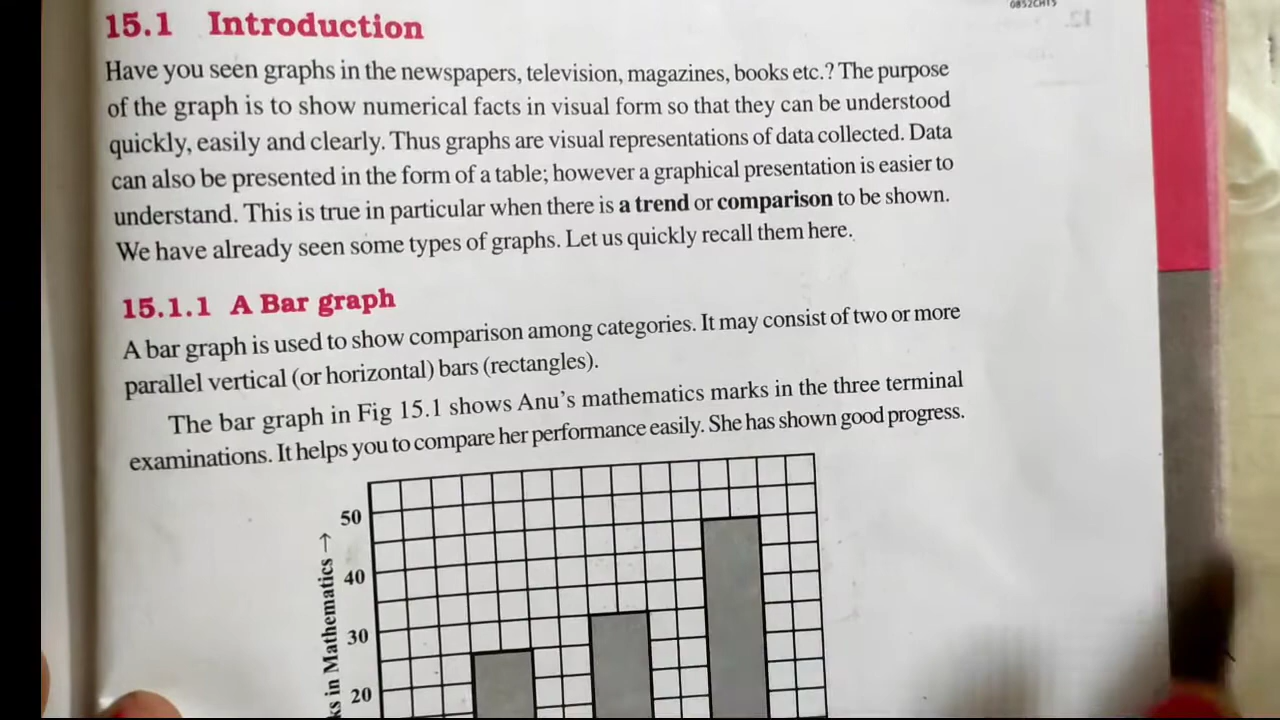 0852CH15
15.1 Introduction
Have you seen graphs in the newspapers, television, magazines, books etc.? The purpose
of the graph is to show numerical facts in visual form so that they can be understood
quickly, easily and clearly. Thus graphs are visual representations of data collected. Data
can also be presented in the form of a table; however a graphical presentation is easier to
understand. This is true in particular when there is a trend or comparison to be shown.
We have already seen some types of graphs. Let us quickly recall them here.
15.1.1 A Bar graph
A bar graph is used to show comparison among categories. It may consist of two or more
parallel vertical (or horizontal) bars (rectangles).
The bar graph in Fig 15.1 shows Anu's mathematics marks in the three terminal
examinations. It helps you to compare her performance easily. She has shown good progress.
50
40
30
20
in Mathematics →